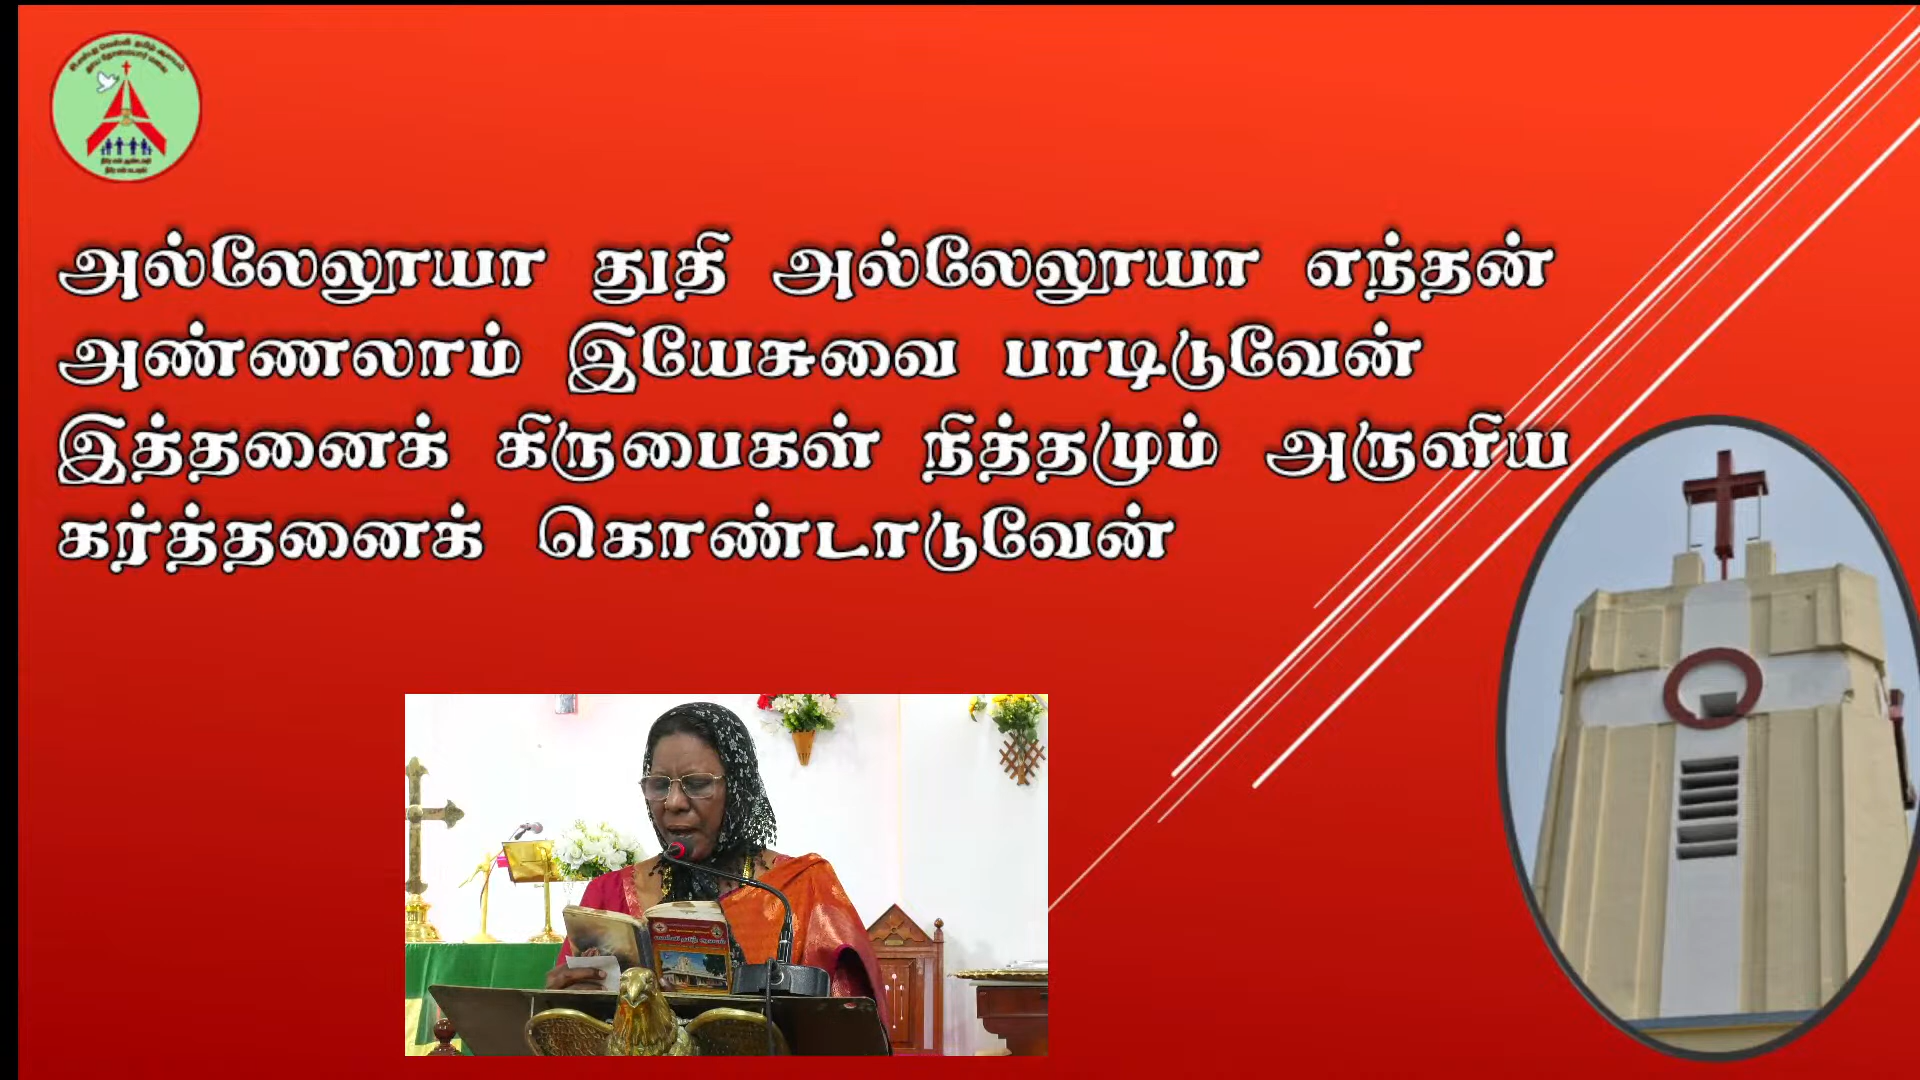 அல்லேலூயா துதி அல்லேலூயா எந்தன்
அண்ணலாம் இயேசுவை பாடிடுவேன்
இத்தனைக் கிருபைகள் நித்தமும் அருளிய
கர்த்தனைக் கொண்டாடுவேன்